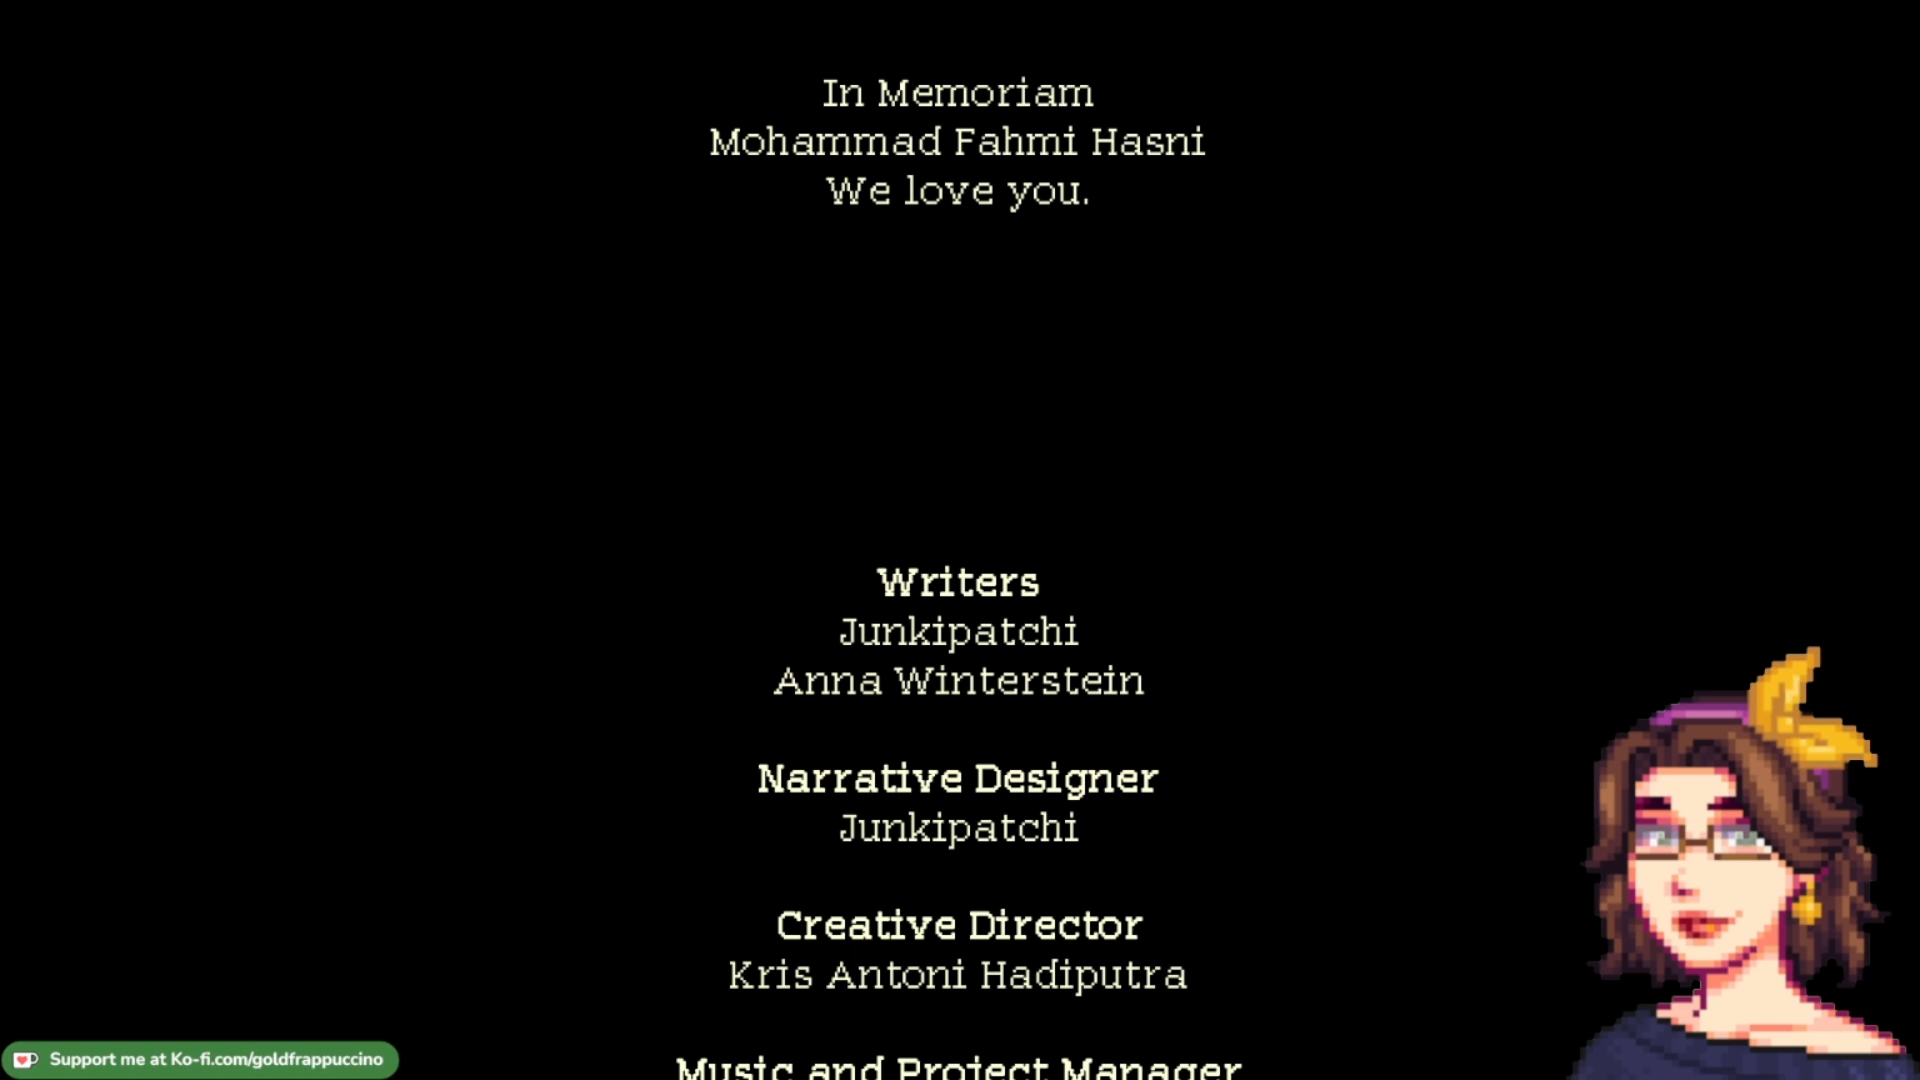 In Memoriam
Mohammad Fahmi Hasni
We love you.
Writers
Junkipatchi
Anna Winterstein
Narrative Designer
Junkipatchi
Creative Director
Kris Antoni Hadiputra
Music and Project Manager
Support me at Ko-fi.com/goldfrappuccino